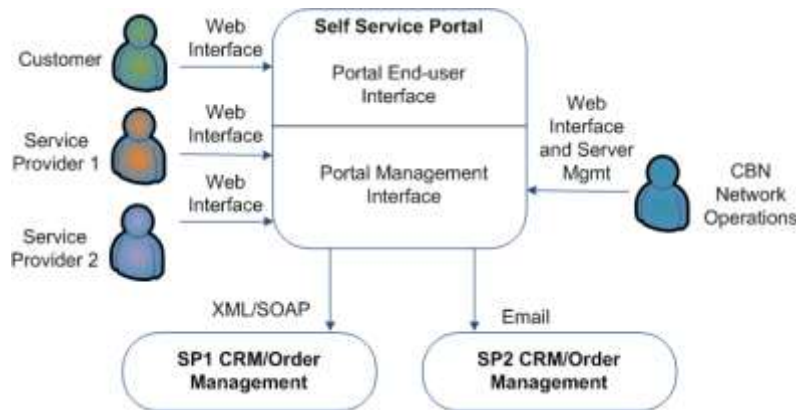 Customer
Web
Interface
Self Service Portal
Portal End-user
Interface
Service
Provider 1
Web
Interface
Portal Management
Interface
Web
Interface
and Server
Mgmt
CBN
Network
Operations
Service
Provider 2
Web
Interface
XML/SOAP
Email
SP1 CRM/Order
Management
SP2 CRM/Order
Management